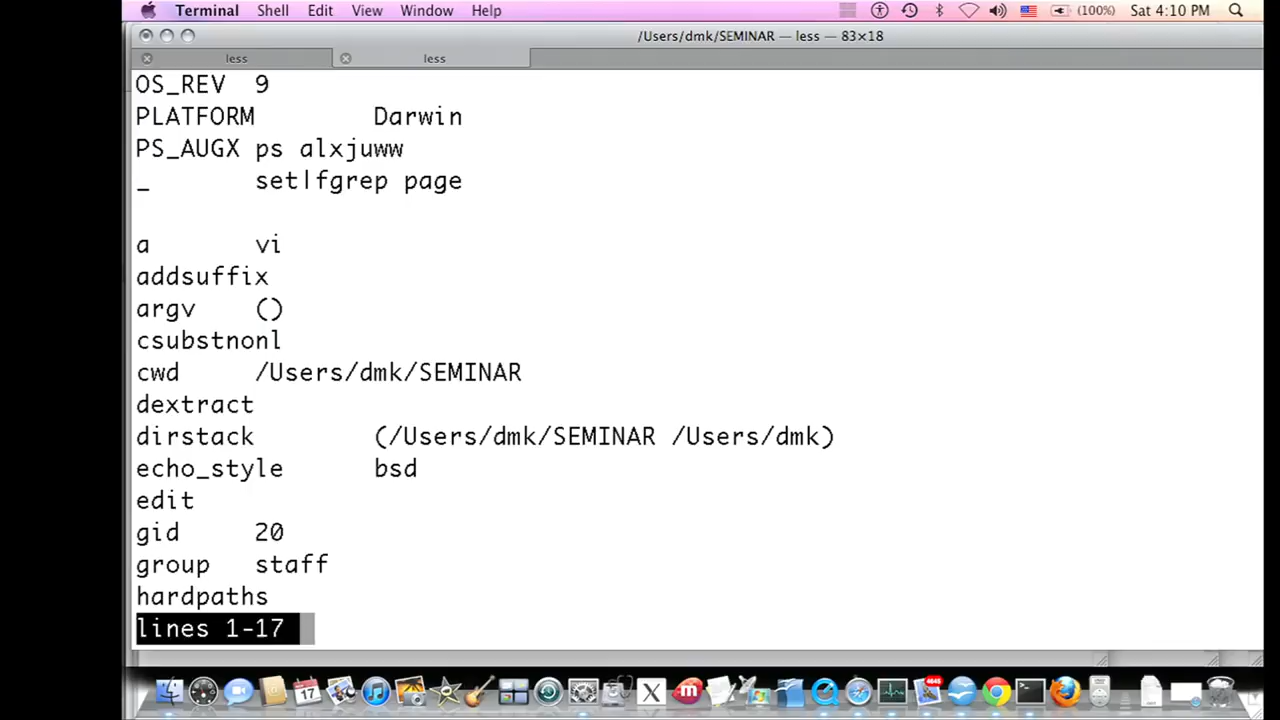 Terminal Shell Edit View Window Help (100%) Sat 4:10 PM
/Users/dmk/SEMINAR — less — 83×18
less less
OS_REV 9
PLATFORM Darwin
PS_AUGX ps alxjuww
_ set|fgrep page
a vi
addsuffix
argv ()
csubstnonl
cwd /Users/dmk/SEMINAR
dextract
dirstack (/Users/dmk/SEMINAR /Users/dmk)
echo_style bsd
edit
gid 20
group staff
hardpaths
lines 1-17
17